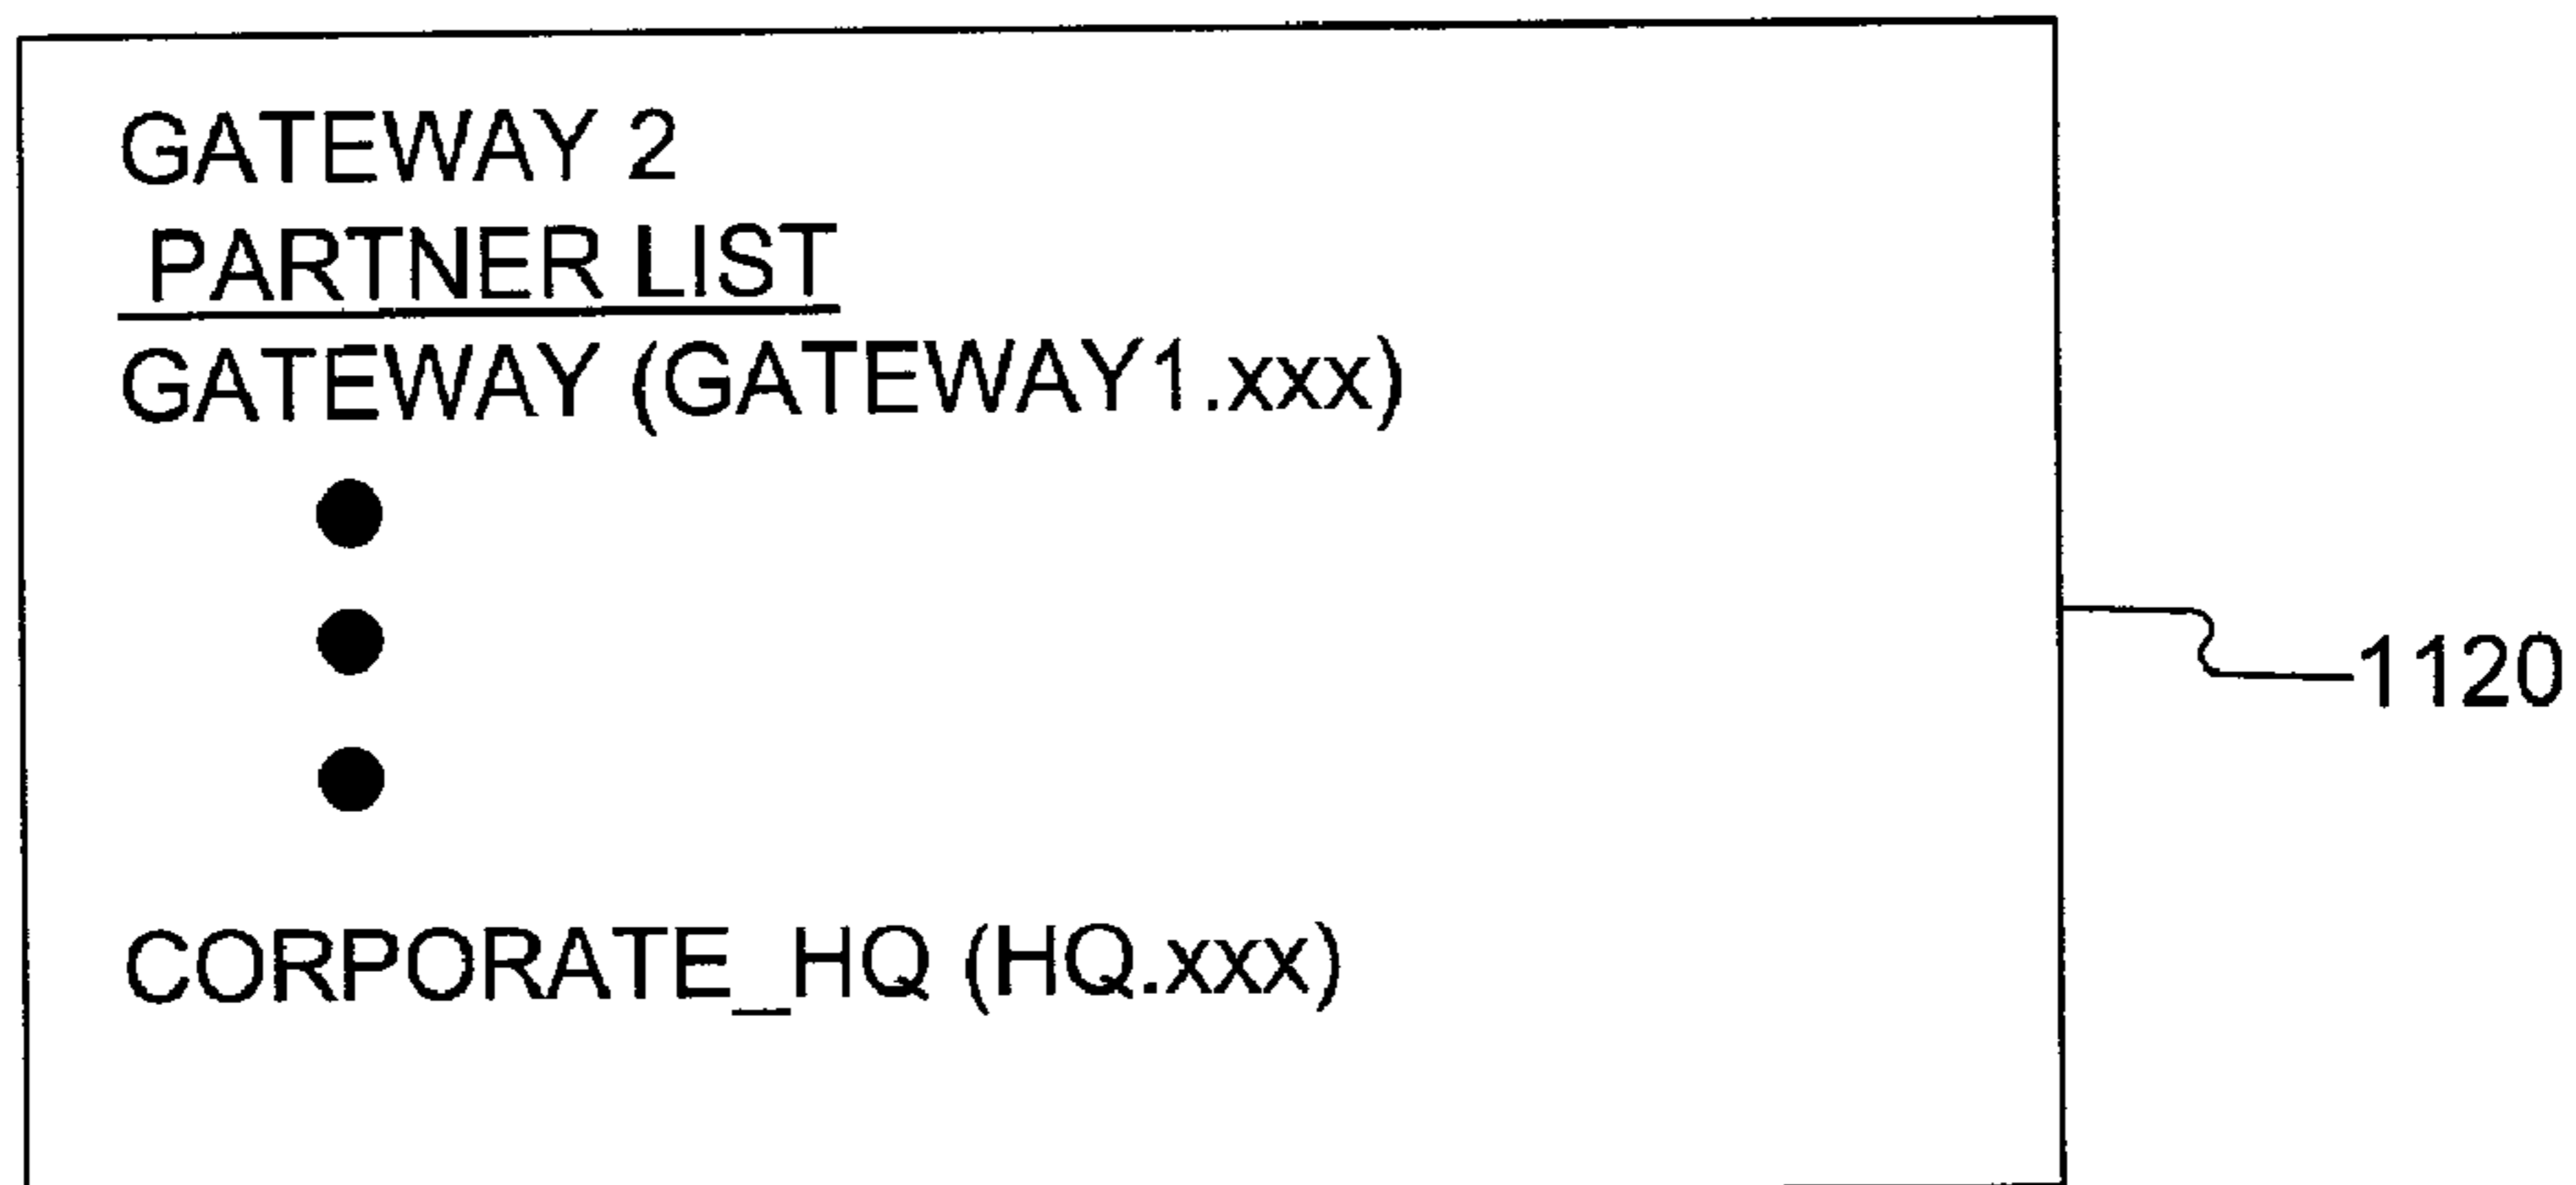 GATEWAY 2
PARTNER LIST
GATEWAY (GATEWAY1.xxx)
CORPORATE_HQ (HQ.xxx)
1120